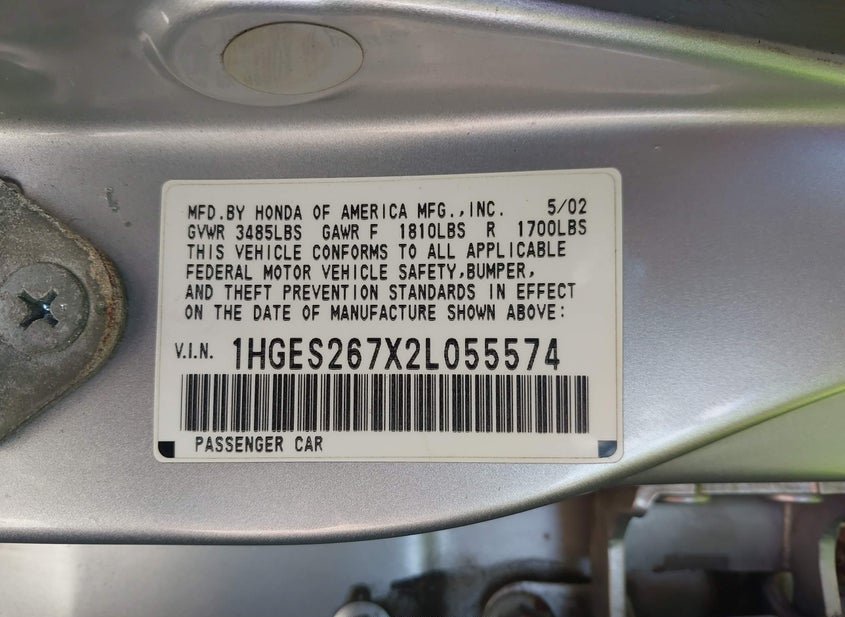 MFD.BY HONDA OF AMERICA MFG.,INC. 5/02
GVWR 3485LBS GAWR F 1810LBS R 1700LBS
THIS VEHICLE CONFORMS TO ALL APPLICABLE
FEDERAL MOTOR VEHICLE SAFETY,BUMPER,
AND THEFT PREVENTION STANDARDS IN EFFECT
ON THE DATE OF MANUFACTURE SHOWN ABOVE:
V.I.N. 1HGES267X2L055574
PASSENGER CAR